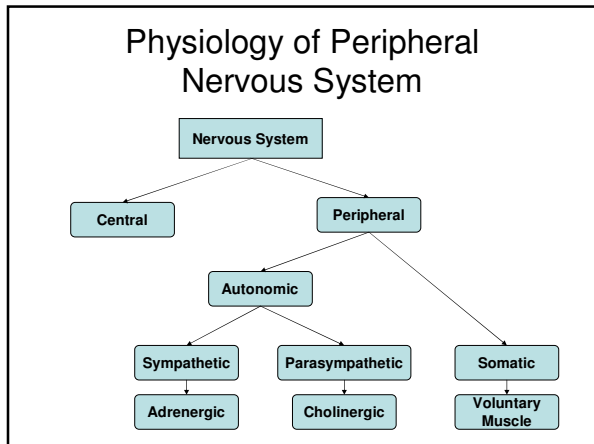 Physiology of Peripheral
Nervous System
Nervous System
Central
Peripheral
Autonomic
Sympathetic
Parasympathetic
Somatic
Adrenergic
Cholinergic
Voluntary
Muscle